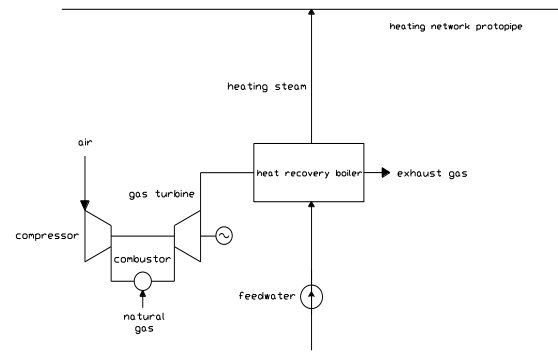 heating network protopipe
heating steam
air
heat recovery boiler
exhaust gas
gas turbine
compressor
combustor
feedwater
natural
gas